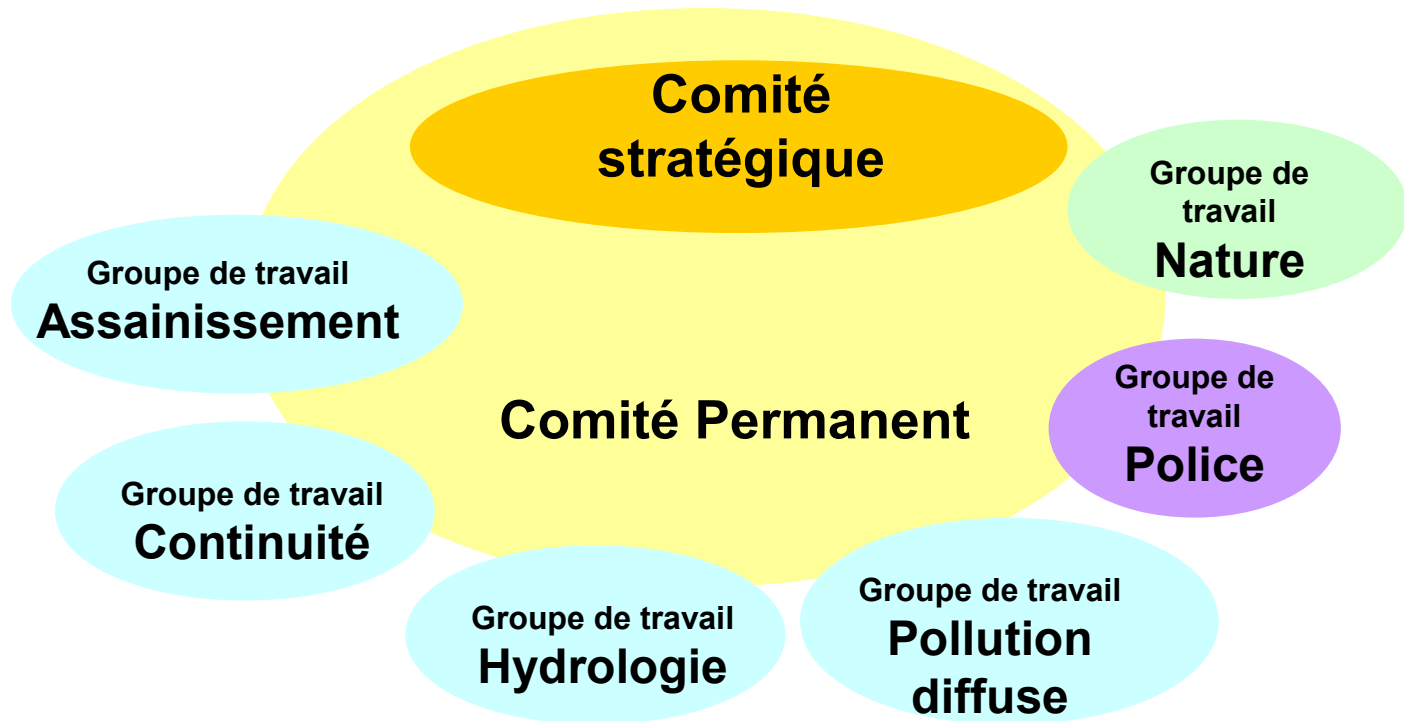 Comité
stratégique
Groupe de
travail
Nature
Groupe de travail
Assainissement
Comité Permanent
Groupe de
travail
Police
Groupe de travail
Continuité
Groupe de travail
Hydrologie
Groupe de travail
Pollution
diffuse